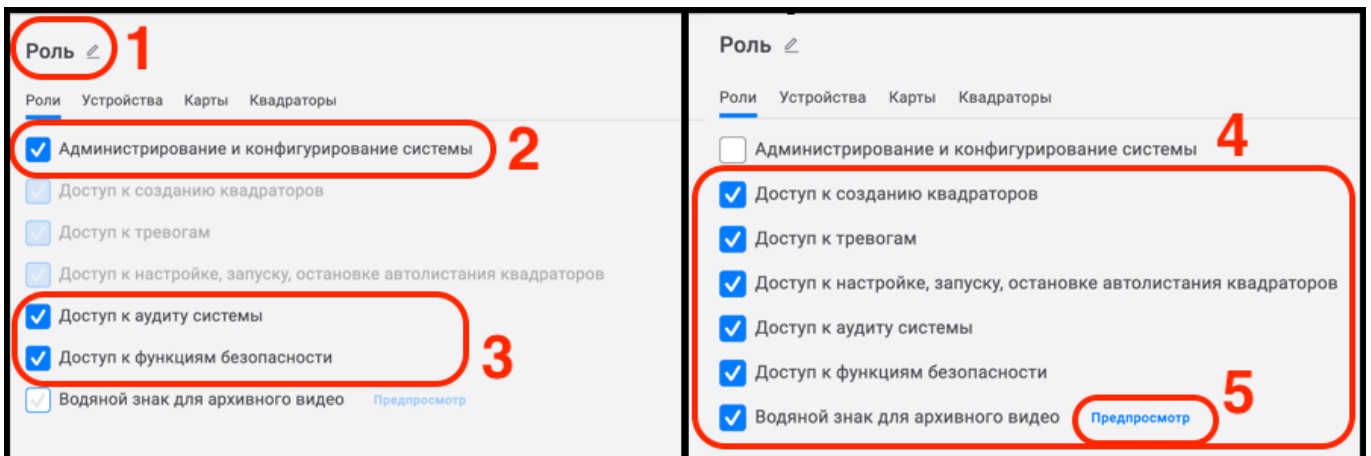 Роль
1
Роли Устройства Карты Квадраторы
Администрирование и конфигурирование системы
2
Доступ к созданию квадраторов
Доступ к тревогам
Доступ к настройке, запуску, остановке автолистания квадраторов
Доступ к аудиту системы
Доступ к функциям безопасности
3
Водяной знак для архивного видео Предпросмотр
Роль
Роли Устройства Карты Квадраторы
Администрирование и конфигурирование системы
4
Доступ к созданию квадраторов
Доступ к тревогам
Доступ к настройке, запуску, остановке автолистания квадраторов
Доступ к аудиту системы
Доступ к функциям безопасности
5
Водяной знак для архивного видео Предпросмотр